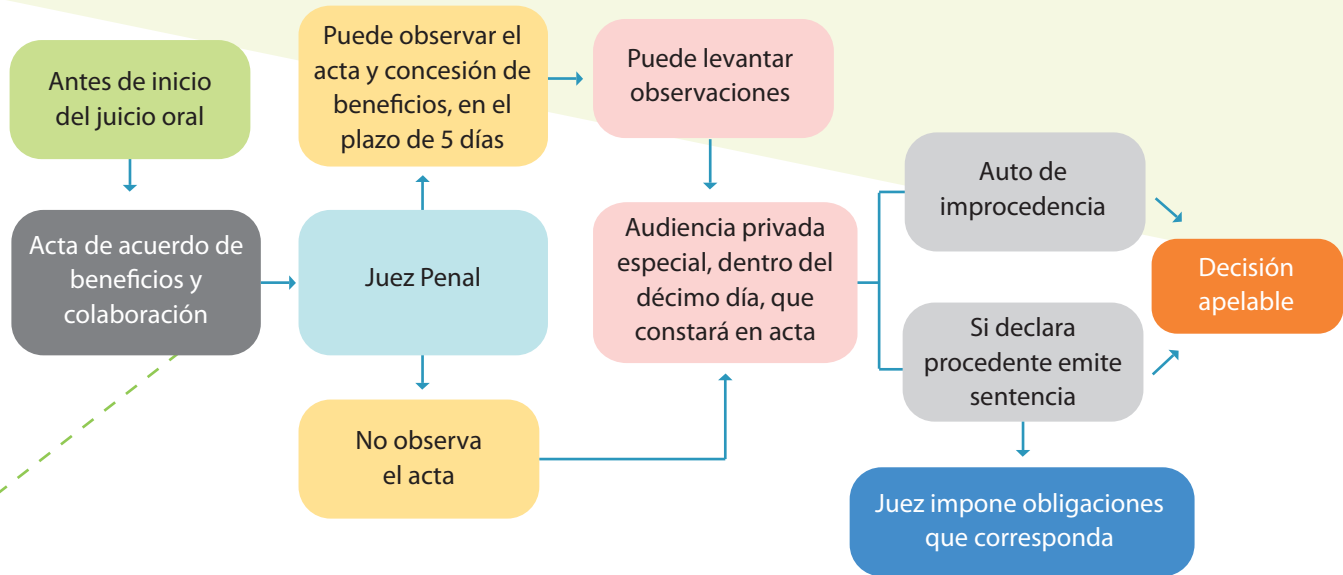 Antes de inicio
del juicio oral
Acta de acuerdo de
beneficios y
colaboración
Juez Penal
Puede observar el
acta y concesión de
beneficios, en el
plazo de 5 días
No observa
el acta
Puede levantar
observaciones
Audiencia privada
especial, dentro del
décimo día, que
constará en acta
Auto de
improcedencia
Si declara
procedente emite
sentencia
Decisión
apelable
Juez impone obligaciones
que corresponda